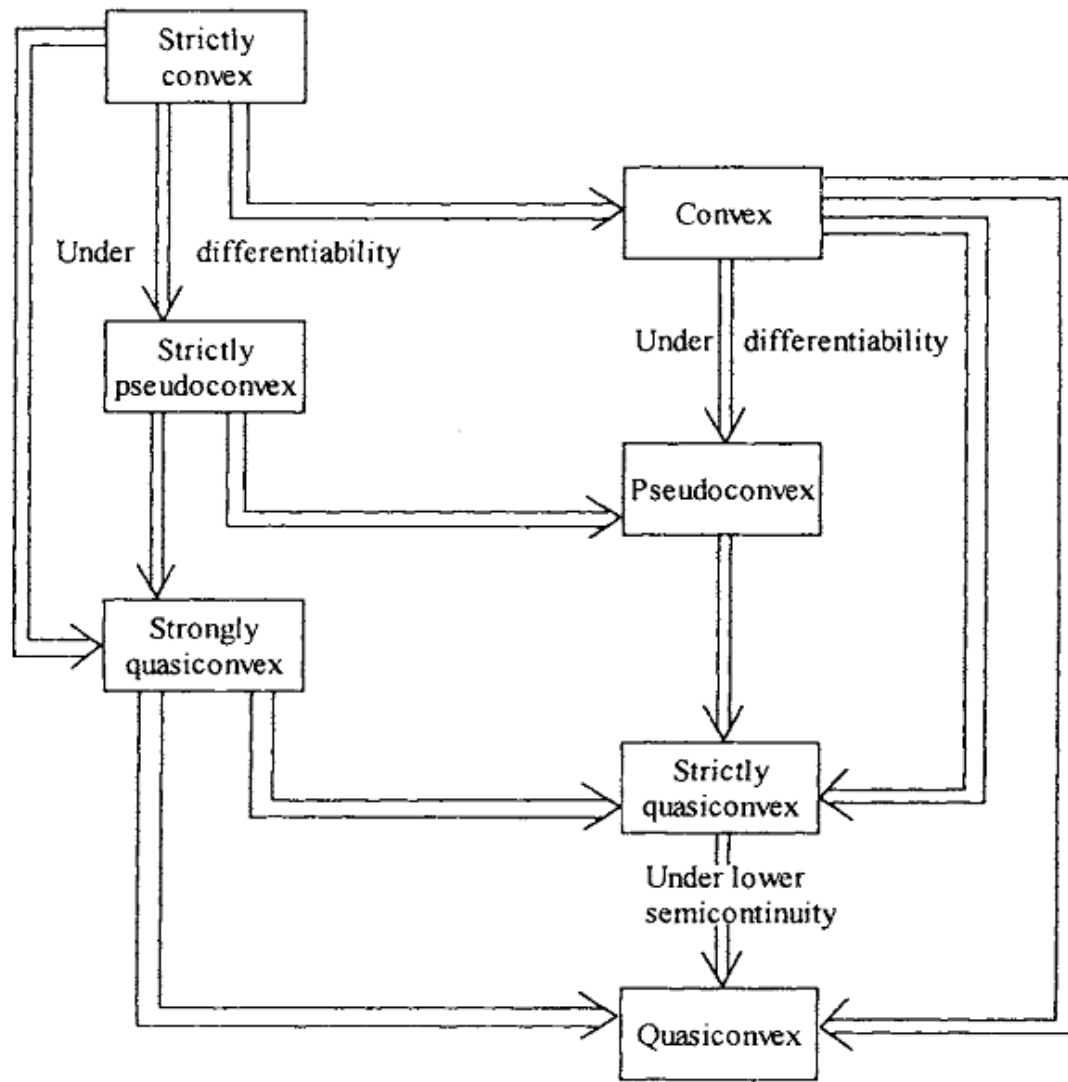 Strictly
convex
Convex
Under differentiability
Strictly
pseudoconvex
Under differentiability
Pseudoconvex
Strongly
quasiconvex
Strictly
quasiconvex
Under lower
semicontinuity
Quasiconvex